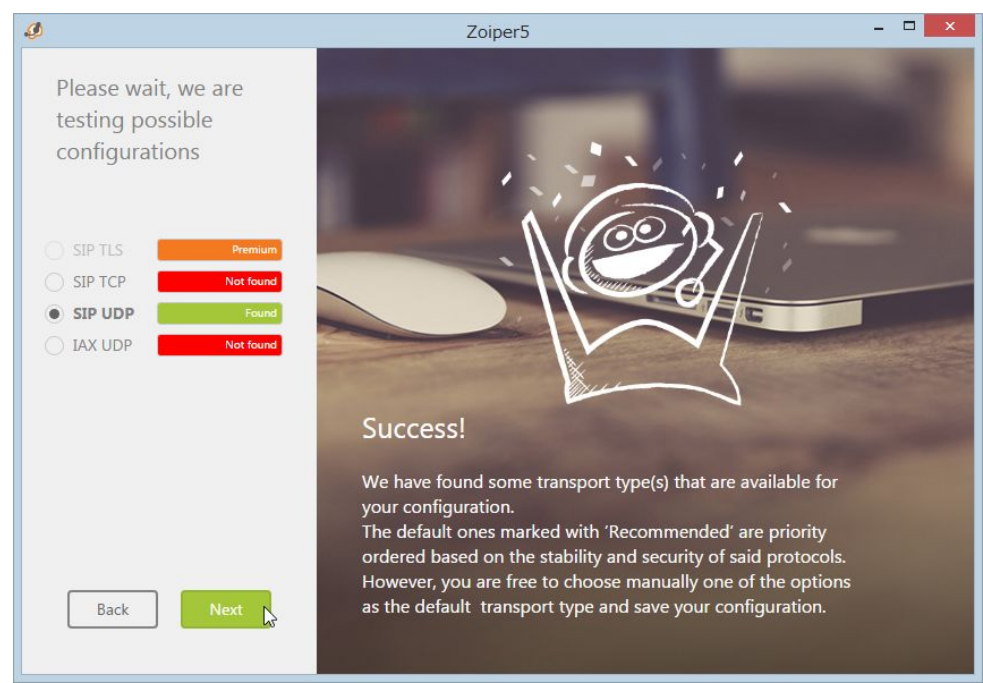 Zoiper5
Please wait, we are
testing possible
configurations
SIP TLS Premium
SIP TCP Not found
SIP UDP Found
IAX UDP Not found
Back Next
Success!
We have found some transport type(s) that are available for
your configuration.
The default ones marked with ‘Recommended’ are priority
ordered based on the stability and security of said protocols.
However, you are free to choose manually one of the options
as the default transport type and save your configuration.